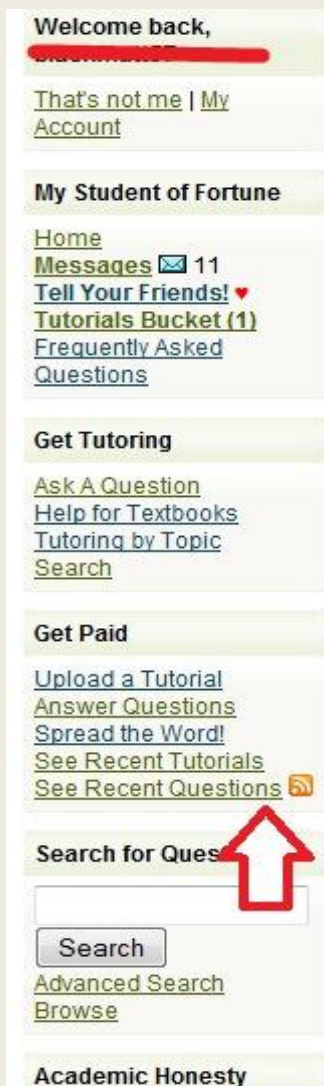 Welcome back,
That's not me | My
Account
My Student of Fortune
Home
Messages 11
Tell Your Friends! ♥
Tutorials Bucket (1)
Frequently Asked
Questions
Get Tutoring
Ask A Question
Help for Textbooks
Tutoring by Topic
Search
Get Paid
Upload a Tutorial
Answer Questions
Spread the Word!
See Recent Tutorials
See Recent Questions
Search for Ques
Search
Advanced Search
Browse
Academic Honesty